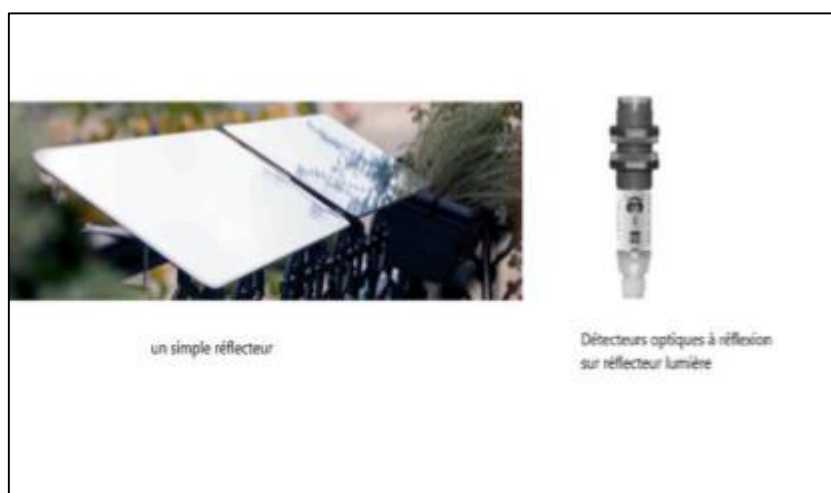 un simple réflecteur
Détecteurs optiques à réflexion
sur réflecteur lumière